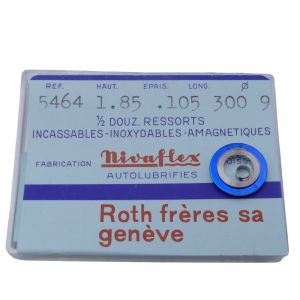 REF. HAUT. EPAIS. LONG. Ø
5464 1.85 .105 300 9
½ DOUZ. RESSORTS
INCASSABLES-INOXYDABLES-AMAGNETIQUES
FABRICATION Nivaflex
AUTOLUBRIFIES
Roth frères sa
genève